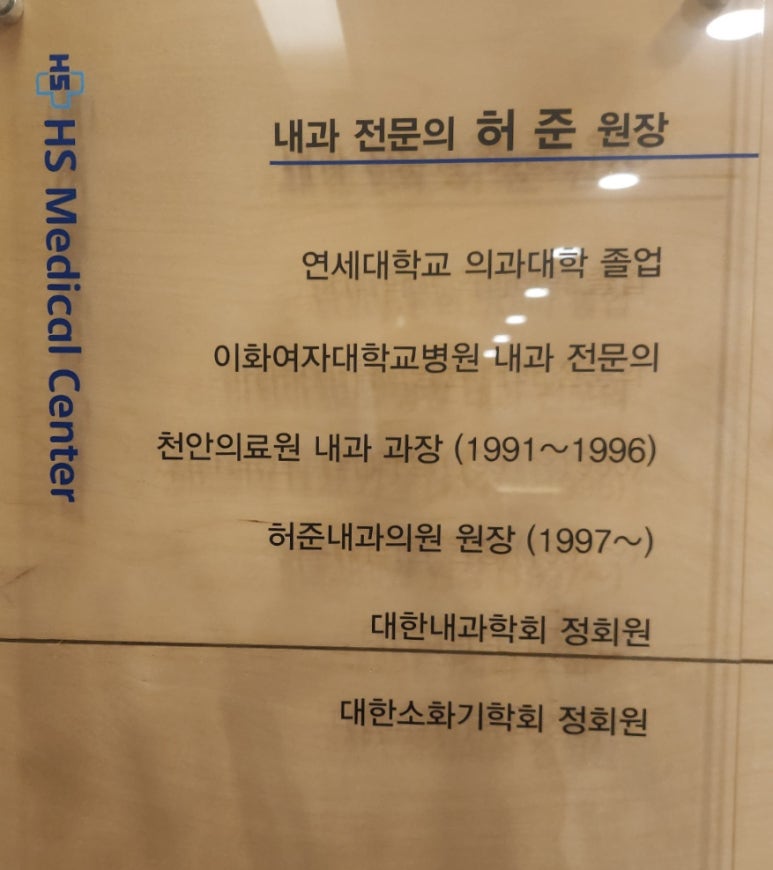 HS
HS Medical Center
내과 전문의 허 준 원장
연세대학교 의과대학 졸업
이화여자대학교병원 내과 전문의
천안의료원 내과 과장 (1991～1996)
허준내과의원 원장 (1997～)
대한내과학회 정회원
대한소화기학회 정회원